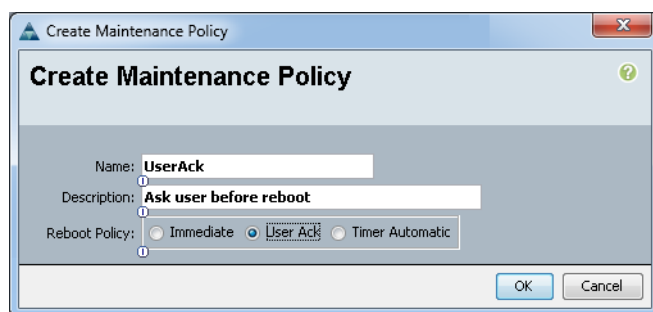 Create Maintenance Policy
Create Maintenance Policy
Name: UserAck
Description: Ask user before reboot
Reboot Policy: Immediate User Ack Timer Automatic
OK Cancel